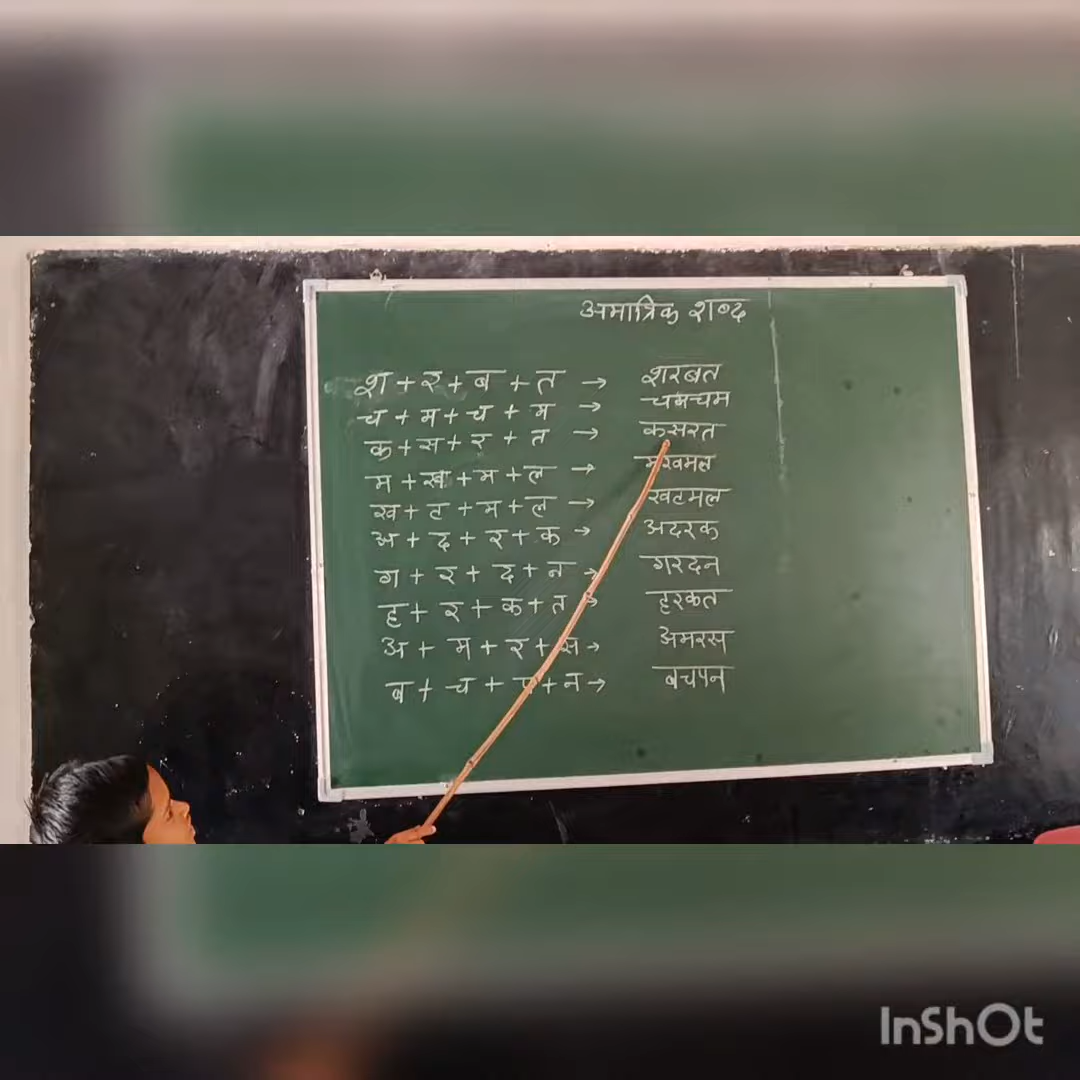 अमात्रिक शब्द
श + र + ब + त → शरबत
च + म + च + म → चमचम
क + स + र + त → कसरत
म + ख + म + ल → मखमल
ख + ट + म + ल → खटमल
अ + द + र + क → अदरक
ग + र + द + न → गरदन
ह + र + क + त → हरकत
अ + म + र + स → अमरस
ब + च + प + न → बचपन
InShOt